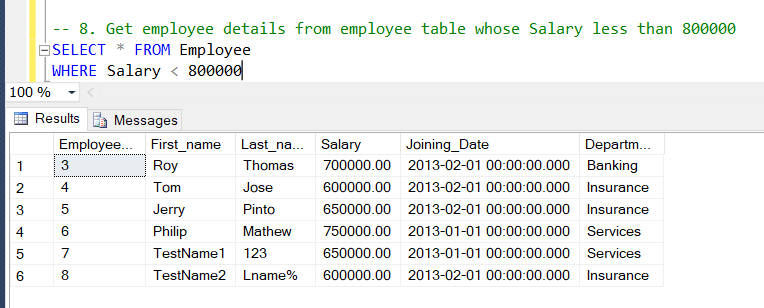 -- 8. Get employee details from employee table whose Salary less than 800000
SELECT * FROM Employee
WHERE Salary < 800000
100 %
Results Messages
Employee... First_name Last_na... Salary Joining_Date Departm...
1 3 Roy Thomas 700000.00 2013-02-01 00:00:00.000 Banking
2 4 Tom Jose 600000.00 2013-02-01 00:00:00.000 Insurance
3 5 Jerry Pinto 650000.00 2013-02-01 00:00:00.000 Insurance
4 6 Philip Mathew 750000.00 2013-01-01 00:00:00.000 Services
5 7 TestName1 123 650000.00 2013-01-01 00:00:00.000 Services
6 8 TestName2 Lname% 600000.00 2013-02-01 00:00:00.000 Insurance